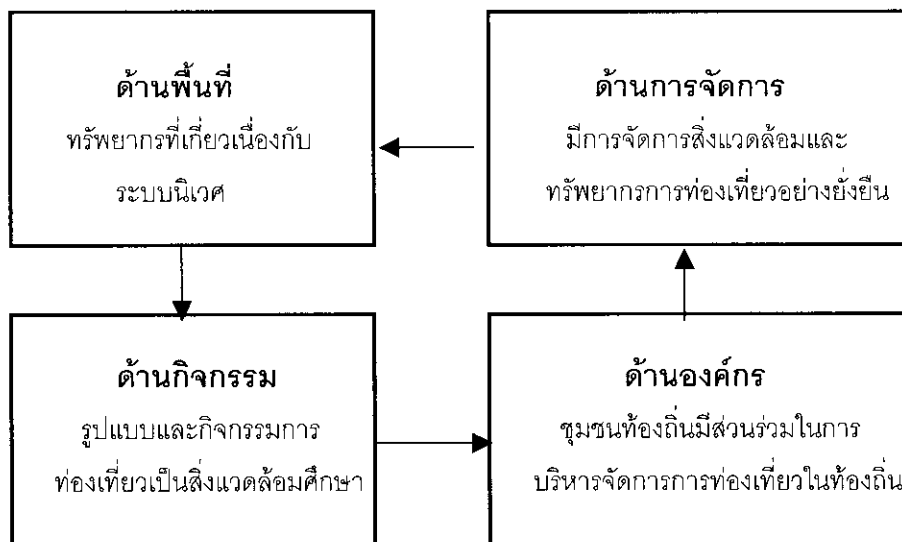 ด้านพื้นที่
ทรัพยากรที่เกี่ยวเนื่องกับ
ระบบนิเวศ
ด้านการจัดการ
มีการจัดการสิ่งแวดล้อมและ
ทรัพยากรการท่องเที่ยวอย่างยั่งยืน
ด้านกิจกรรม
รูปแบบและกิจกรรมการ
ท่องเที่ยวเป็นสิ่งแวดล้อมศึกษา
ด้านองค์กร
ชุมชนท้องถิ่นมีส่วนร่วมในการ
บริหารจัดการการท่องเที่ยวในท้องถิ่น